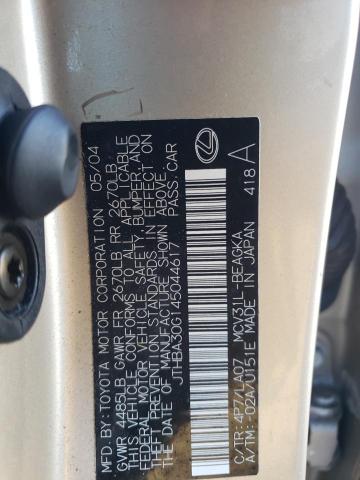 MFD. BY: TOYOTA MOTOR CORPORATION 05/04
GVWR 4485LB GAWR FR 2670LB RR 2670LB
THIS VEHICLE CONFORMS TO ALL APPLICABLE
FEDERAL MOTOR VEHICLE SAFETY, BUMPER, AND
THEFT PREVENTION STANDARDS IN EFFECT ON
THE DATE OF MANUFACTURE SHOWN ABOVE.
JTHBA30G145044617 PASS.CAR
C/TR: 4P7/LA07 MCV31L-BEAGKA
A/TM: -02A/U151E MADE IN JAPAN 418 A